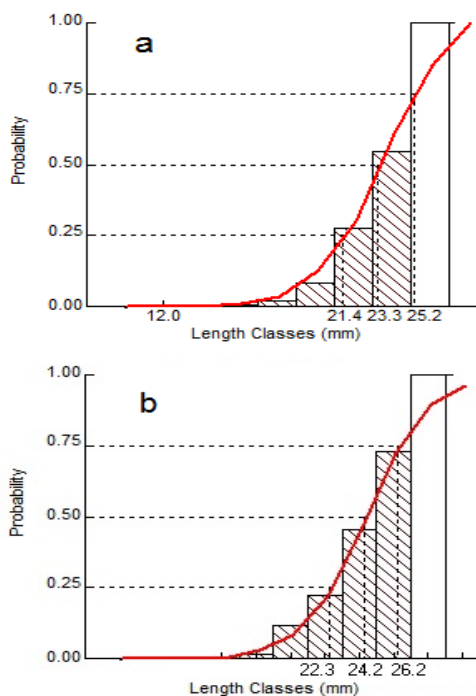 a
1.00
0.75
0.50
0.25
0.00
Probability
12.0 21.4 23.3 25.2
Length Classes (mm)
b
1.00
0.75
0.50
0.25
0.00
Probability
22.3 24.2 26.2
Length Classes (mm)